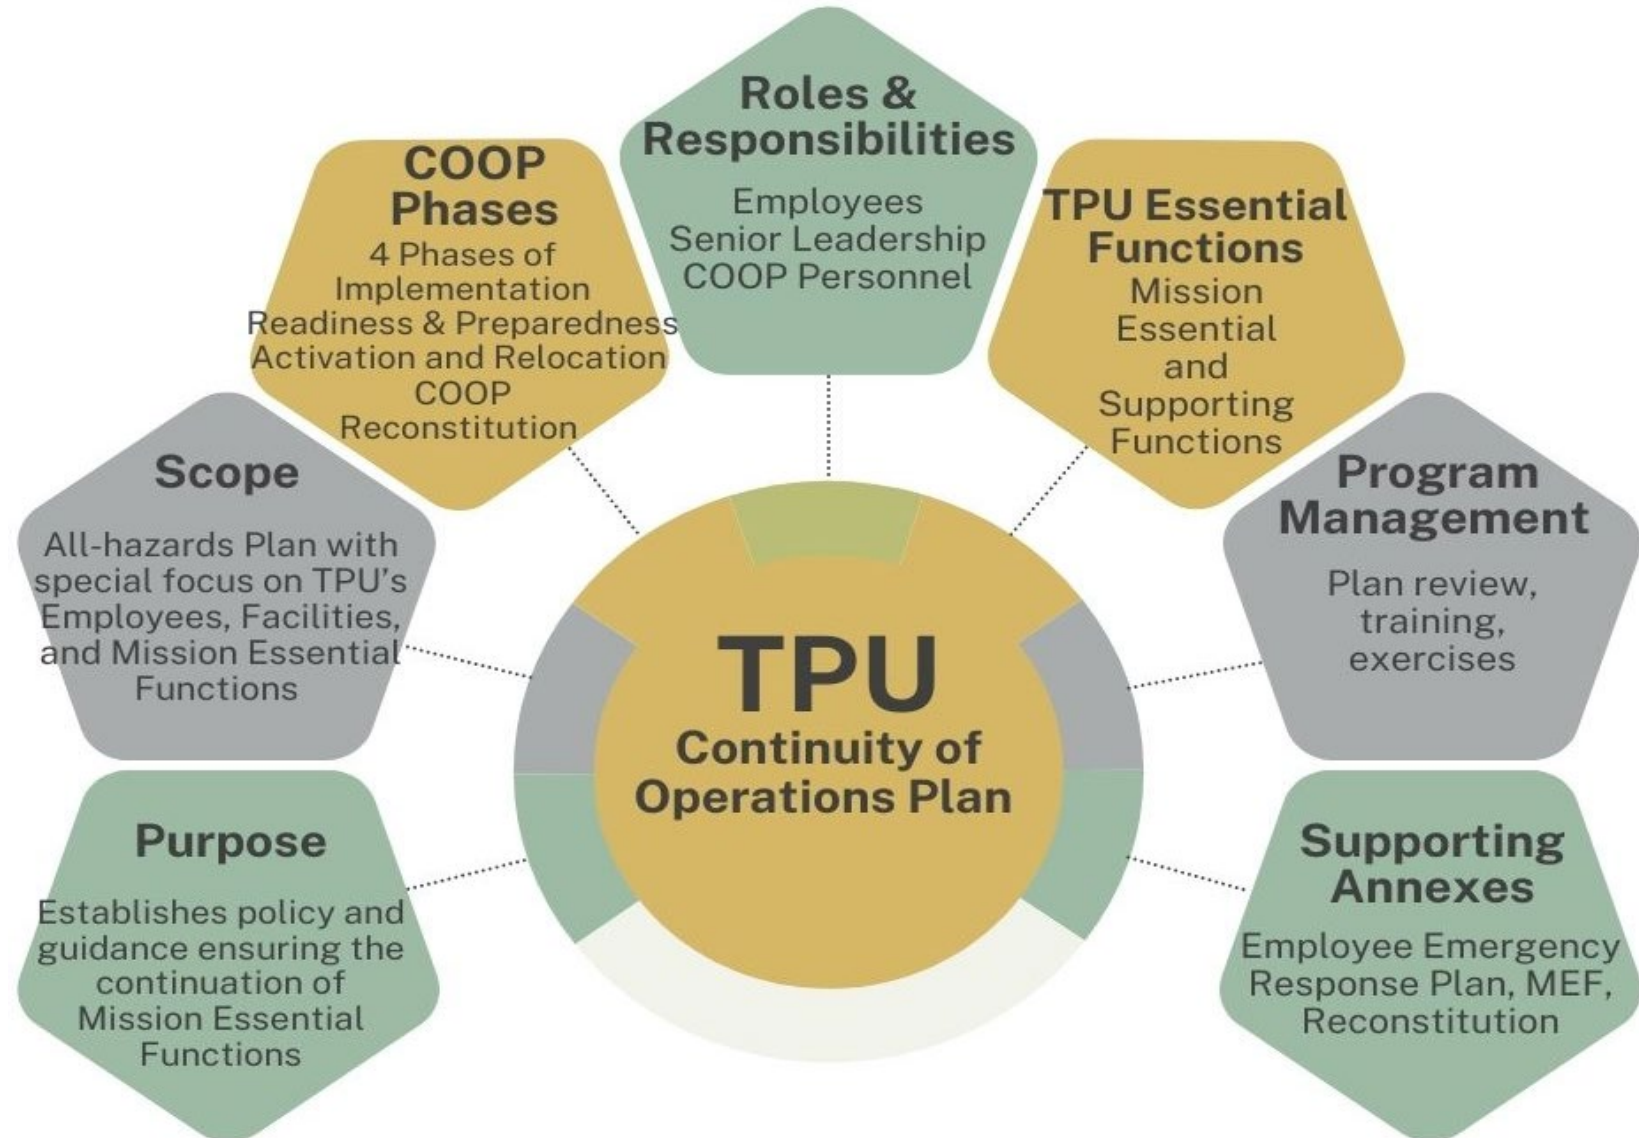 Roles &
Responsibilities
Employees
Senior Leadership
COOP Personnel
COOP
Phases
4 Phases of
Implementation
Readiness & Preparedness
Activation and Relocation
COOP
Reconstitution
TPU Essential
Functions
Mission
Essential
and
Supporting
Functions
Scope
All-hazards Plan with
special focus on TPU's
Employees, Facilities,
and Mission Essential
Functions
Program
Management
Plan review,
training,
exercises
TPU
Continuity of
Operations Plan
Purpose
Establishes policy and
guidance ensuring the
continuation of
Mission Essential
Functions
Supporting
Annexes
Employee Emergency
Response Plan, MEF,
Reconstitution